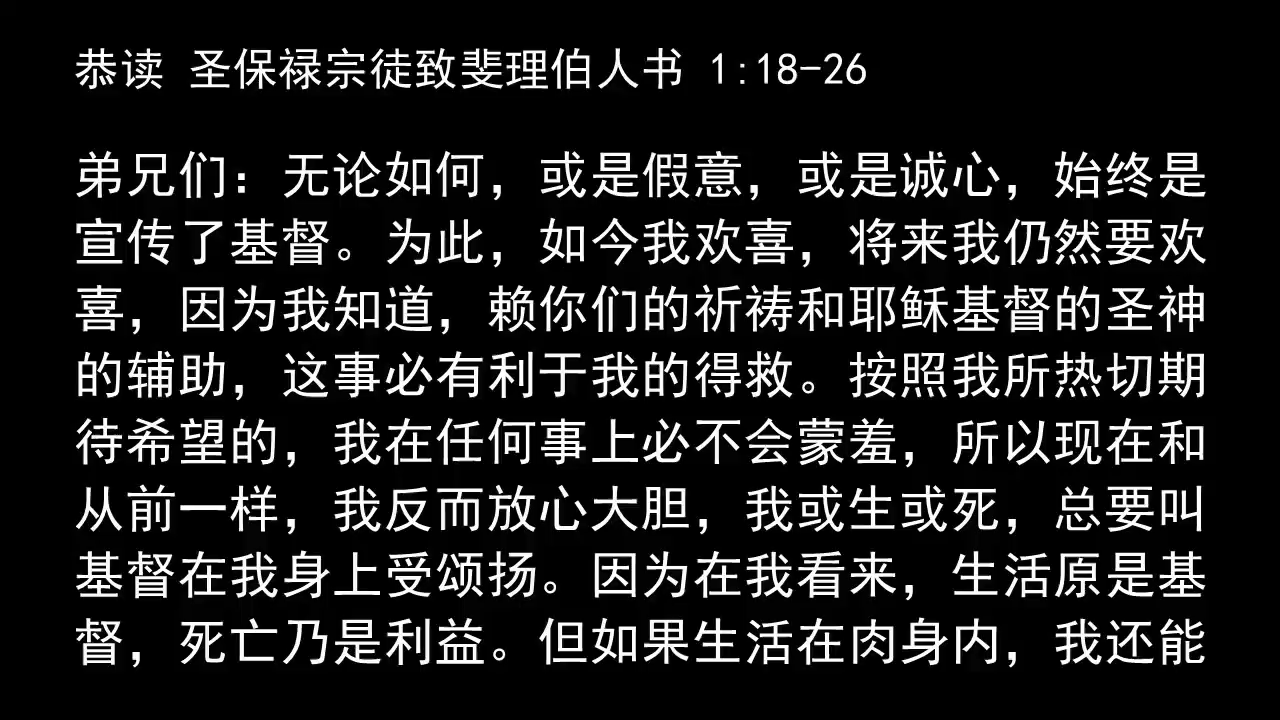 恭读 圣保禄宗徒致斐理伯人书 1:18-26
弟兄们：无论如何，或是假意，或是诚心，始终是
宣传了基督。为此，如今我欢喜，将来我仍然要欢
喜，因为我知道，赖你们的祈祷和耶稣基督的圣神
的辅助，这事必有利于我的得救。按照我所热切期
待希望的，我在任何事上必不会蒙羞，所以现在和
从前一样，我反而放心大胆，我或生或死，总要叫
基督在我身上受颂扬。因为在我看来，生活原是基
督，死亡乃是利益。但如果生活在肉身内，我还能